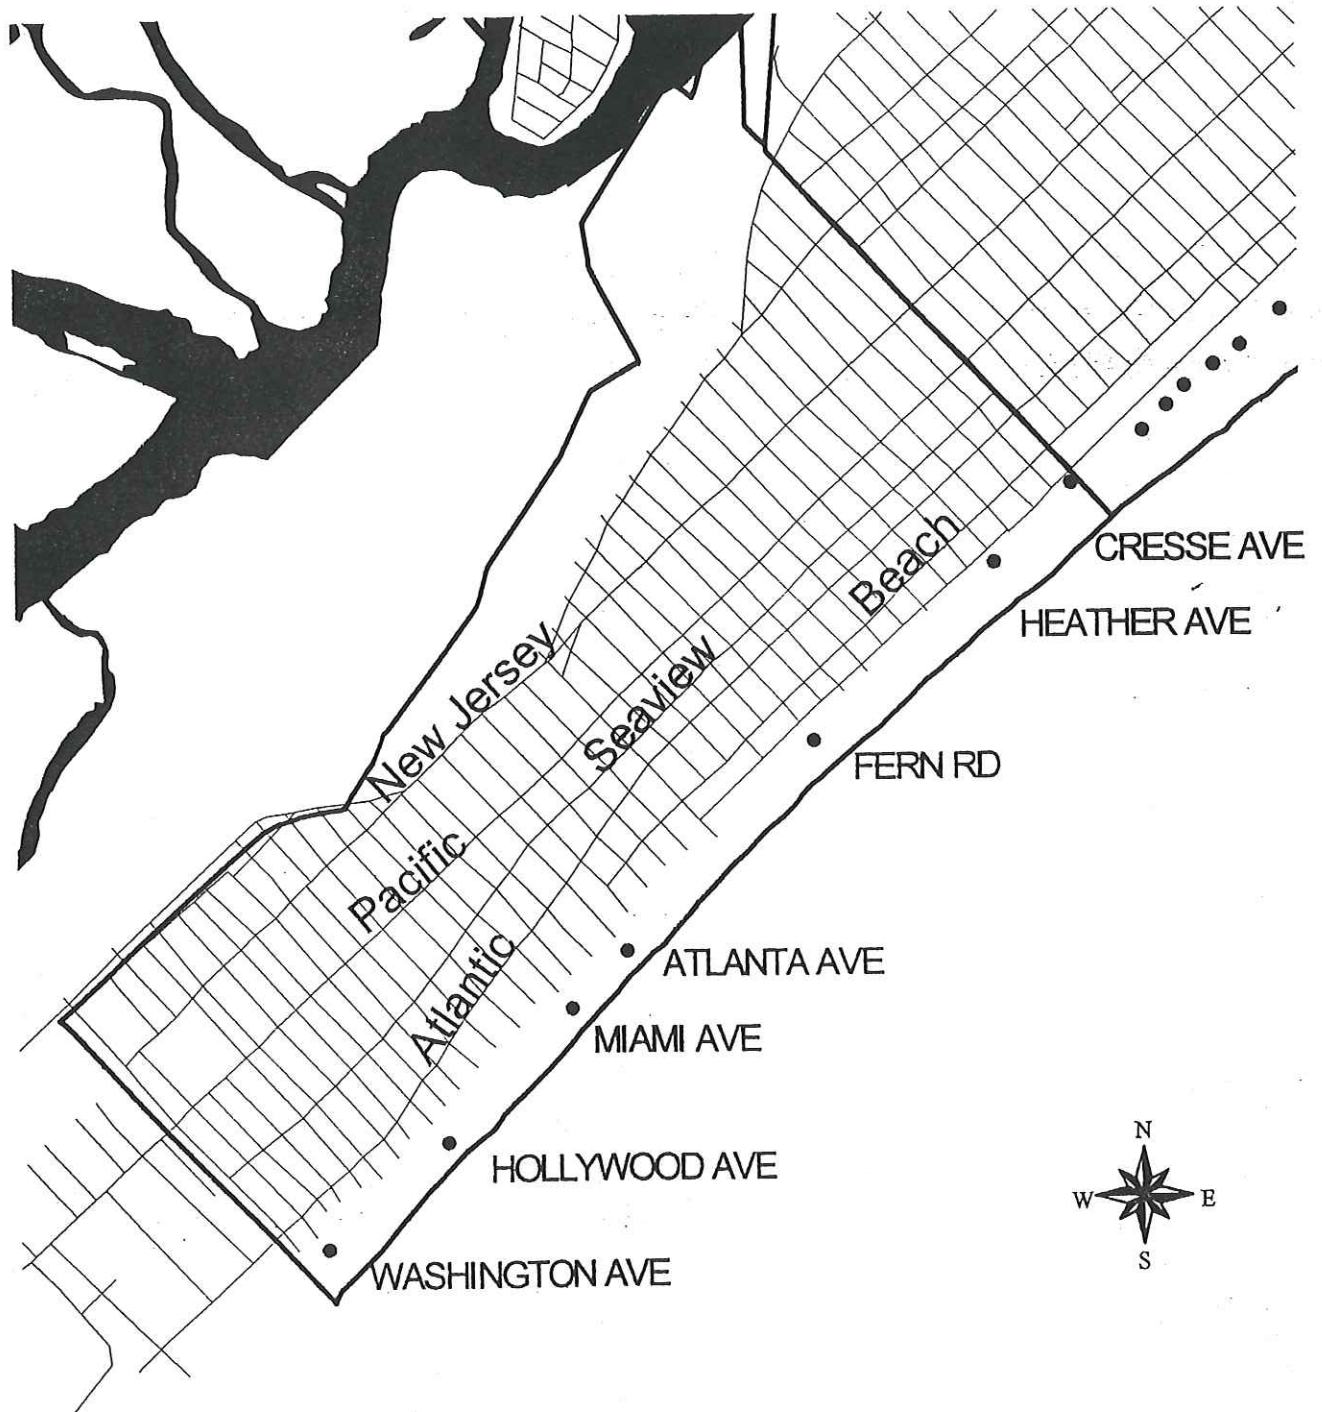 CRESSE AVE
Beach
HEATHER AVE
New Jersey
Seaview
FERN RD
Pacific
Atlantic
ATLANTA AVE
MIAMI AVE
HOLLYWOOD AVE
WASHINGTON AVE
N
W E
S